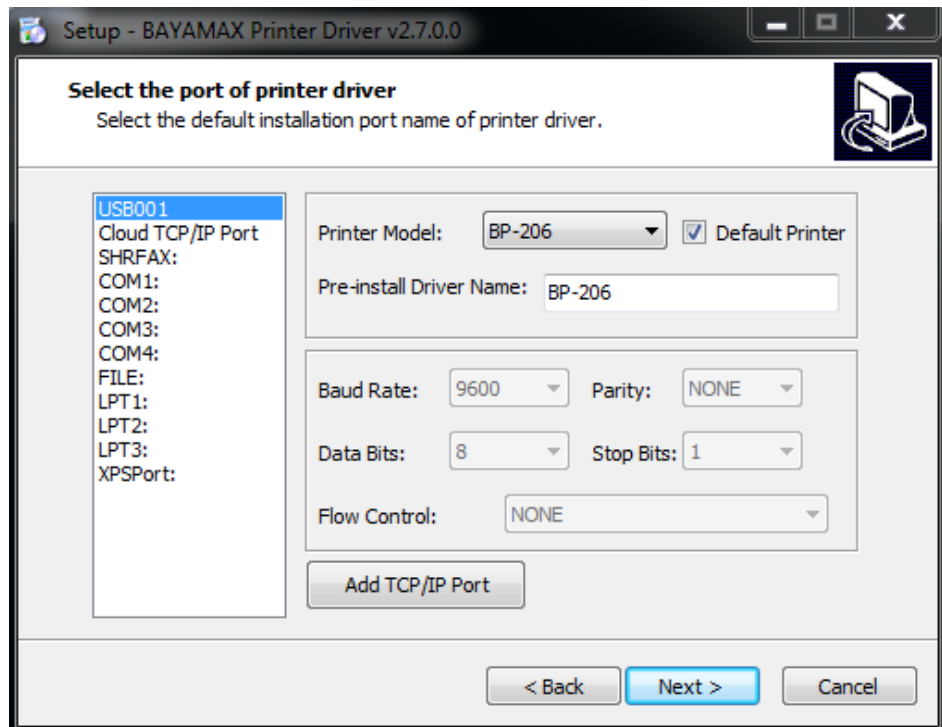 Setup - BAYAMAX Printer Driver v2.7.0.0
Select the port of printer driver
Select the default installation port name of printer driver.
USB001
Cloud TCP/IP Port
SHRFAX:
COM1:
COM2:
COM3:
COM4:
FILE:
LPT1:
LPT2:
LPT3:
XPSPort:
Printer Model: BP-206 Default Printer
Pre-install Driver Name: BP-206
Baud Rate: 9600 Parity: NONE
Data Bits: 8 Stop Bits: 1
Flow Control: NONE
Add TCP/IP Port
< Back Next > Cancel